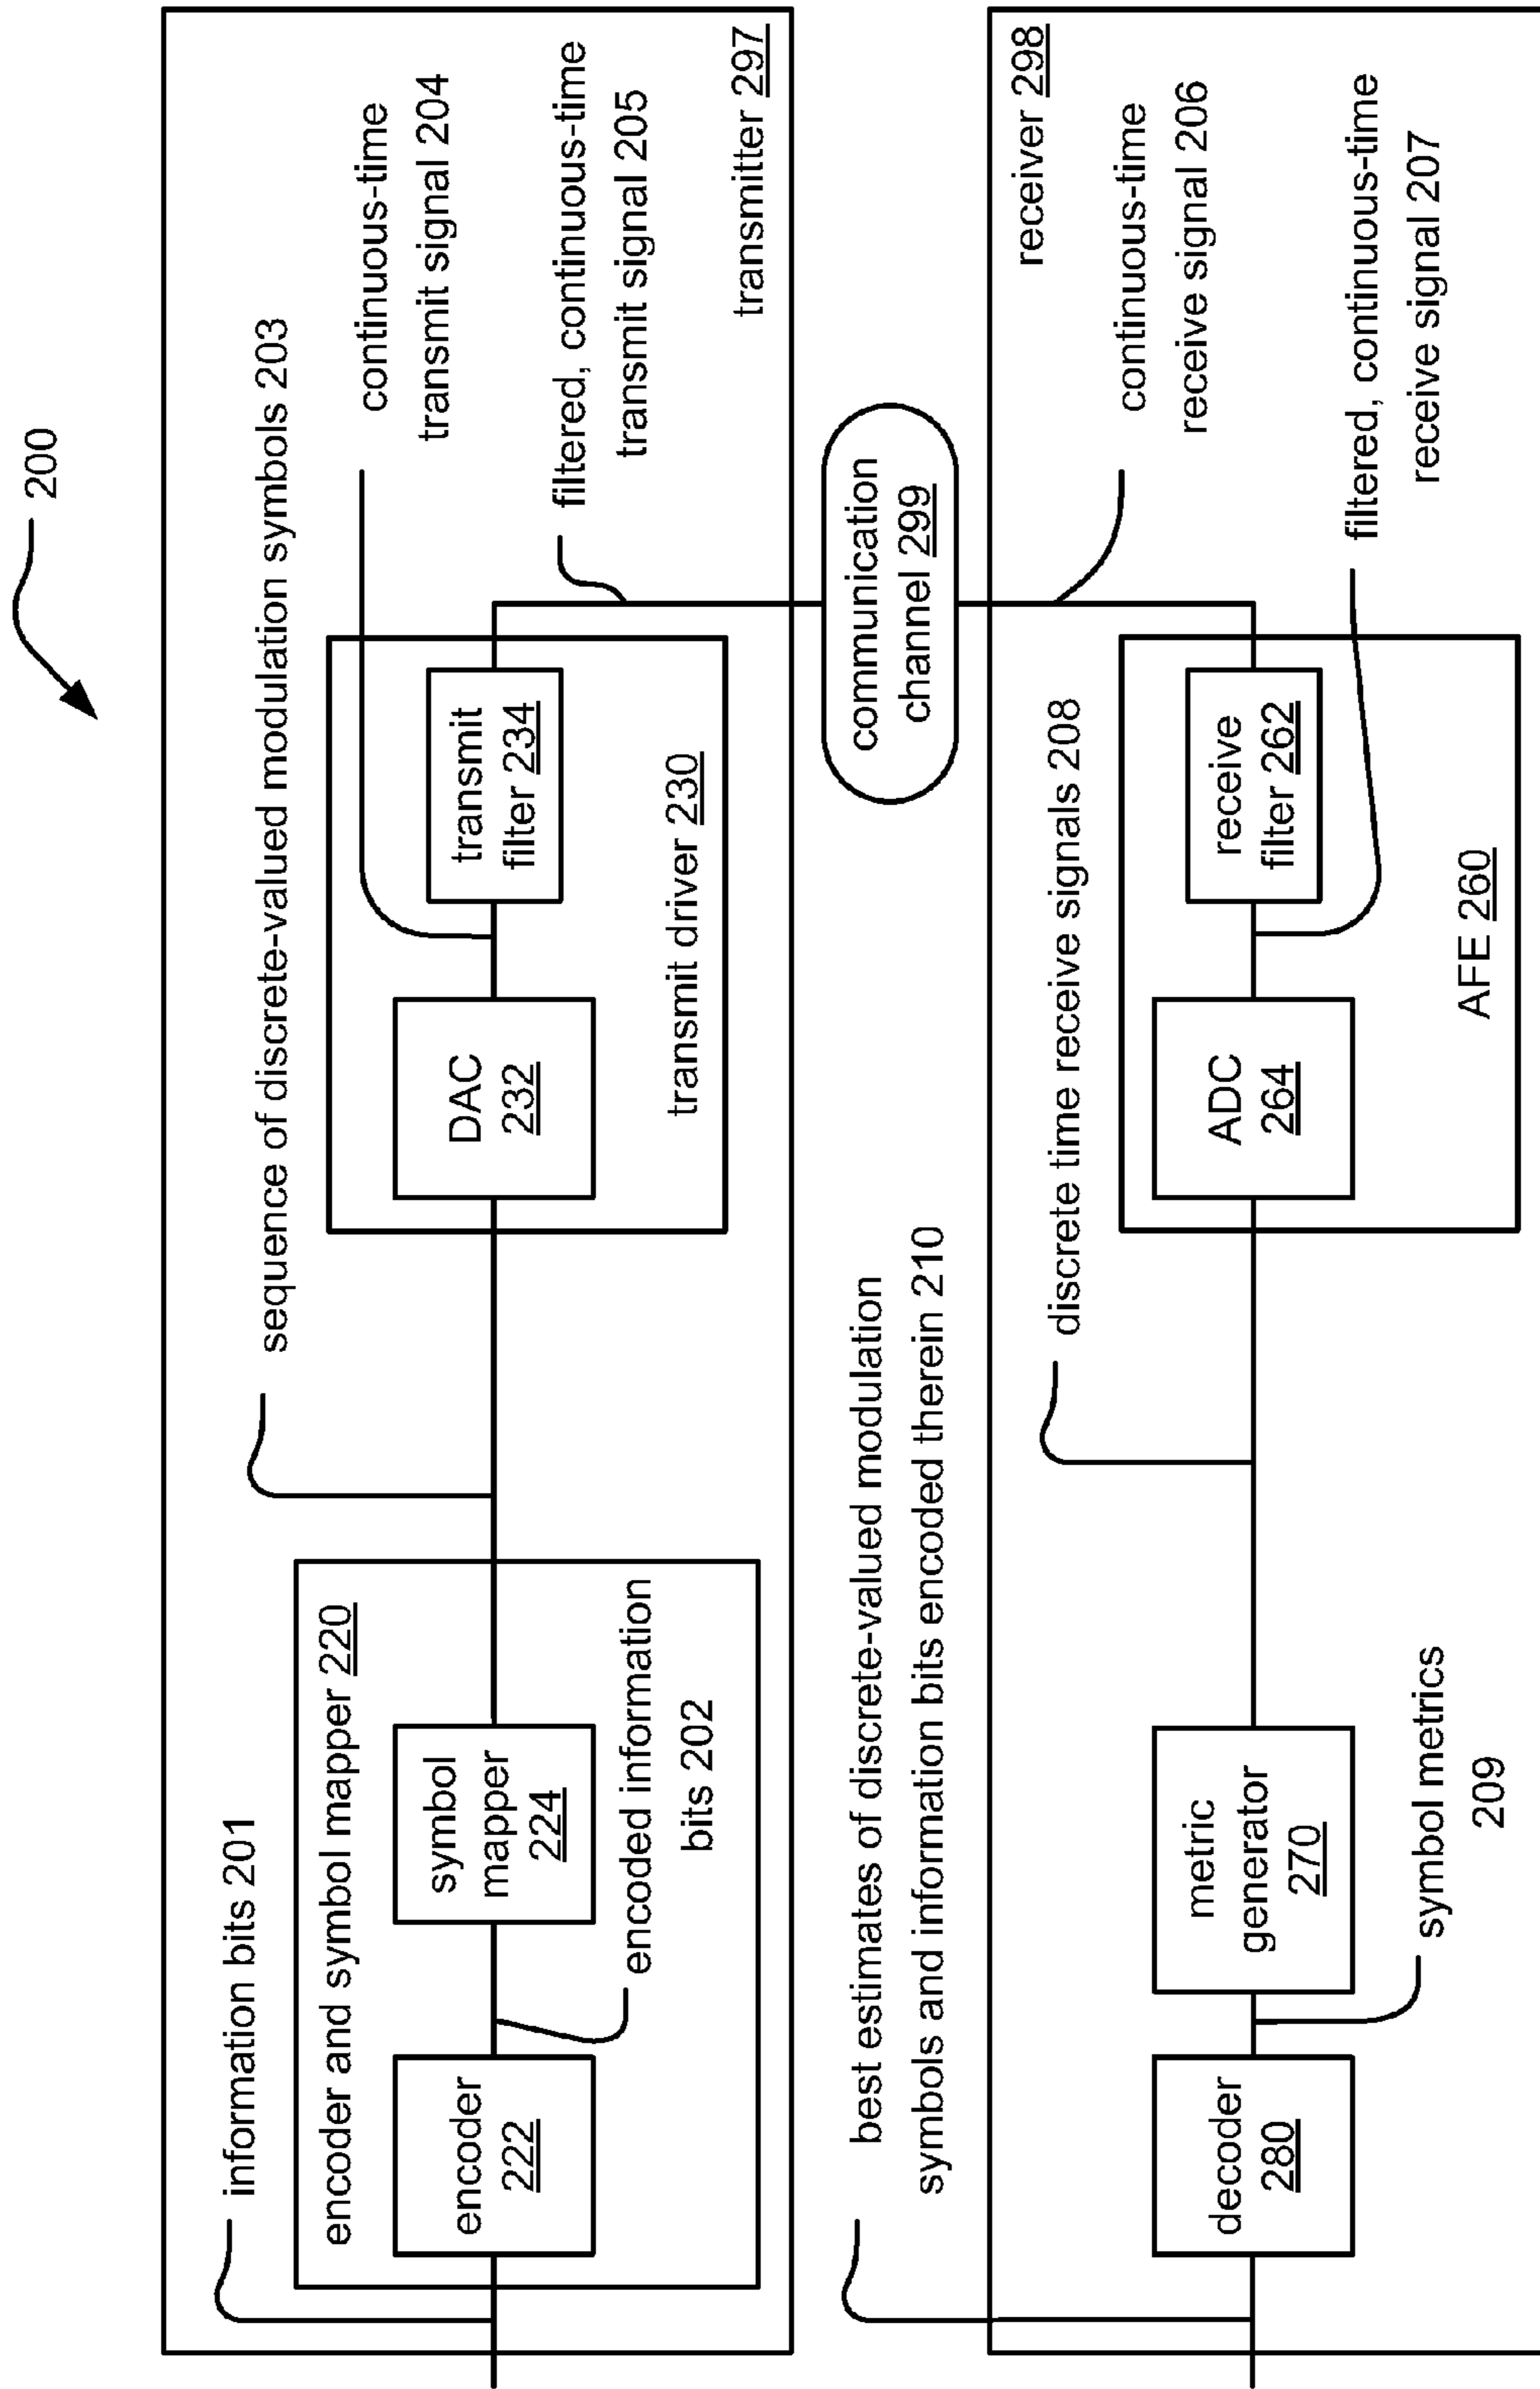 200
information bits 201
sequence of discrete-valued modulation symbols 203
encoder and symbol mapper 220
encoder
222
symbol
mapper
224
encoded information
bits 202
DAC
232
transmit
filter 234
transmit driver 230
continuous-time
transmit signal 204
filtered, continuous-time
transmit signal 205
transmitter 297
communication
channel 299
best estimates of discrete-valued modulation
symbols and information bits encoded therein 210
receiver 298
continuous-time
receive signal 206
filtered, continuous-time
receive signal 207
discrete time receive signals 208
decoder
280
metric
generator
270
symbol metrics
209
ADC
264
receive
filter 262
AFE 260